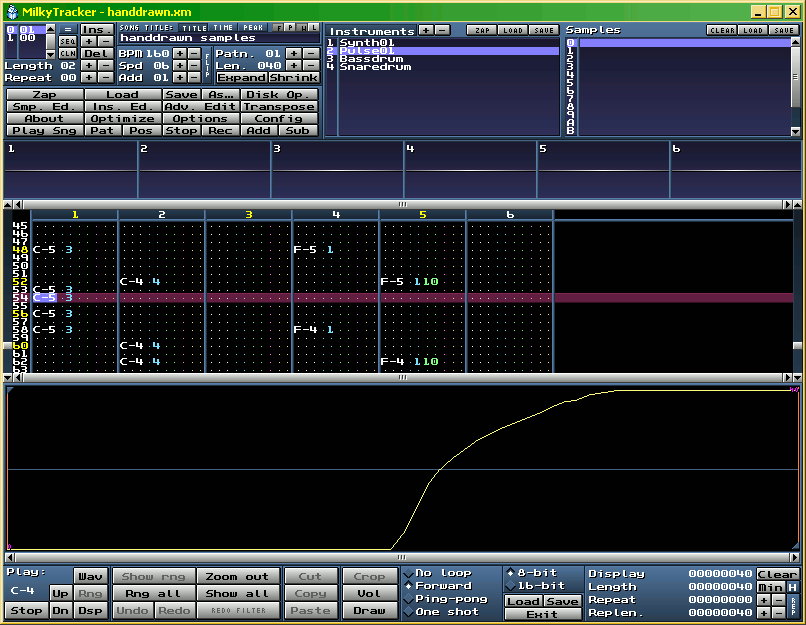 MilkyTracker - handdrawn.xm
0 01 = Ins. SONG TITLE: TITLE TIME PEAK F P W L
1 00 SEQ + - handdrawn samples
CLN Del BPM 160 + - FLIP Patn. 01 + -
Length 02 + - Spd 06 + - Len. 040 + -
Repeat 00 + - Add 01 + - Expand Shrink
Instruments + - ZAP LOAD SAVE
1 Synth01
2 Pulse01
3 Bassdrum
4 Snaredrum
Samples CLEAR LOAD SAVE
0
1
2
3
4
5
6
7
8
9
A
B
Zap Load Save As... Disk Op.
Smp. Ed. Ins. Ed. Adv. Edit Transpose
About Optimize Options Config
Play Sng Pat Pos Stop Rec Add Sub
1 2 3 4 5 6
1 2 3 4 5 6
45
46
47
48 C-5 3 F-5 1
49
50
51
52 C-4 4 F-5 1 10
53 C-5 3
54 C-5 3
55
56 C-5 3
57
58 C-5 3 F-4 1
59
60 C-4 4
61
62 C-4 4 F-4 1 10
63
Play: Wav Show rng Zoom out Cut Crop No loop 8-bit Display 00000040 Clear
C-4 Up Rng Rng all Show all Copy Vol Forward 16-bit Length 00000040 Min H
Stop Dn Dsp Undo Redo REDO FILTER Paste Draw Ping-pong Load Save Repeat 00000000 + - REP
One shot Exit Replen. 00000040 + -